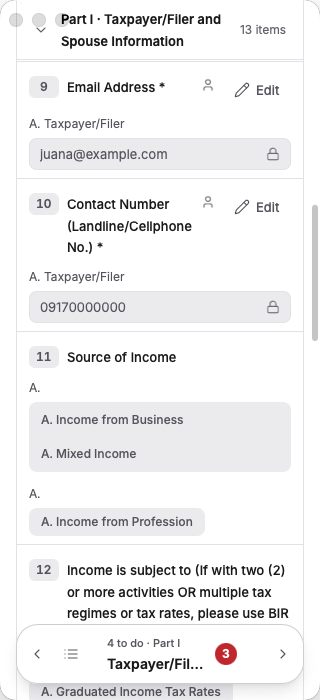 Part I · Taxpayer/Filer and
Spouse Information
13 items
9
Email Address *
Edit
A. Taxpayer/Filer
juana@example.com
10
Contact Number
(Landline/Cellphone
No.) *
Edit
A. Taxpayer/Filer
09170000000
11
Source of Income
A.
A. Income from Business
A. Mixed Income
A.
A. Income from Profession
12
Income is subject to (If with two (2)
or more activities OR multiple tax
regimes or tax rates, please use BIR
4 to do · Part I
Taxpayer/Fil...
3
A. Graduated Income Tax Rates